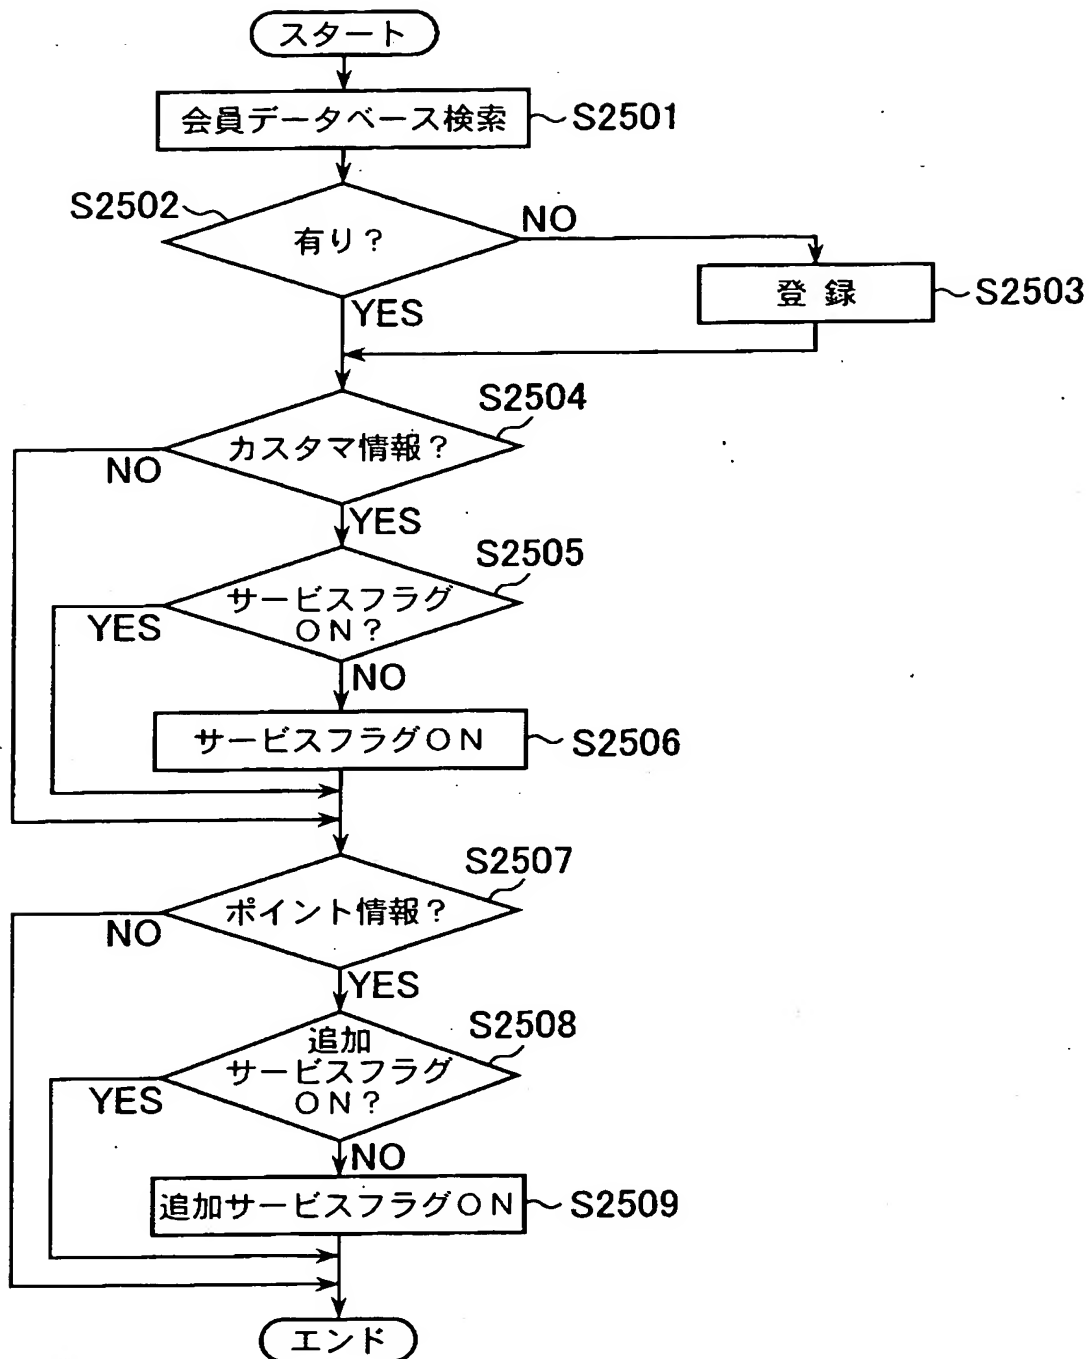 スタート
会員データベース検索
S2501
S2502
有り？
NO
登 録
S2503
YES
S2504
カスタマ情報？
NO
YES
S2505
サービスフラグ
ON？
YES
NO
サービスフラグON
S2506
S2507
ポイント情報？
NO
YES
S2508
追加
サービスフラグ
ON？
YES
NO
追加サービスフラグON
S2509
エンド